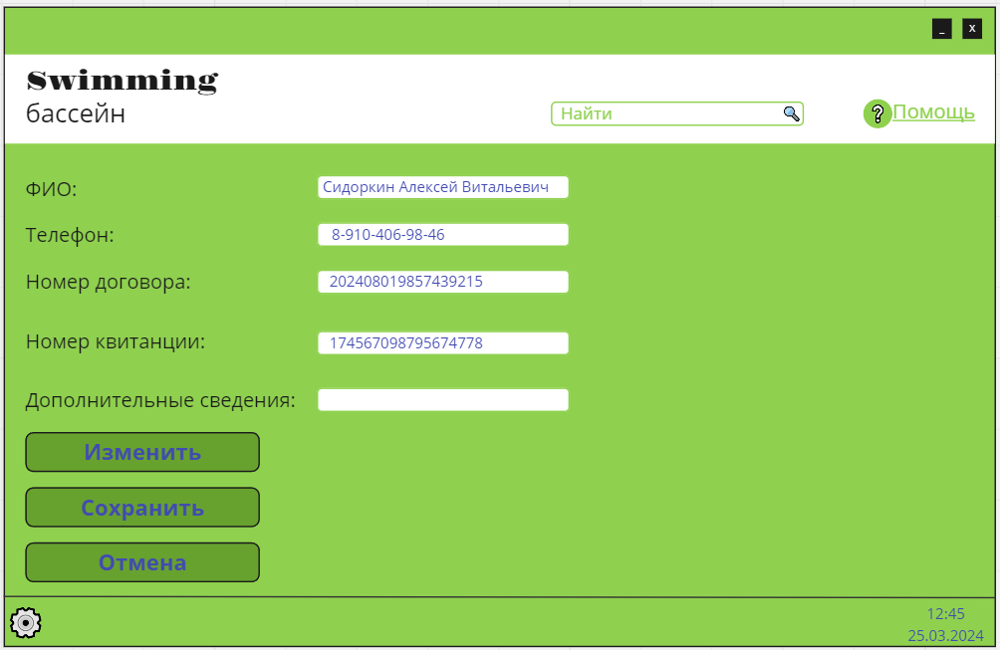 _ X
Swimming
бассейн
Найти
? Помощь
ФИО: Сидоркин Алексей Витальевич
Телефон: 8-910-406-98-46
Номер договора: 202408019857439215
Номер квитанции: 174567098795674778
Дополнительные сведения:
Изменить
Сохранить
Отмена
12:45
25.03.2024